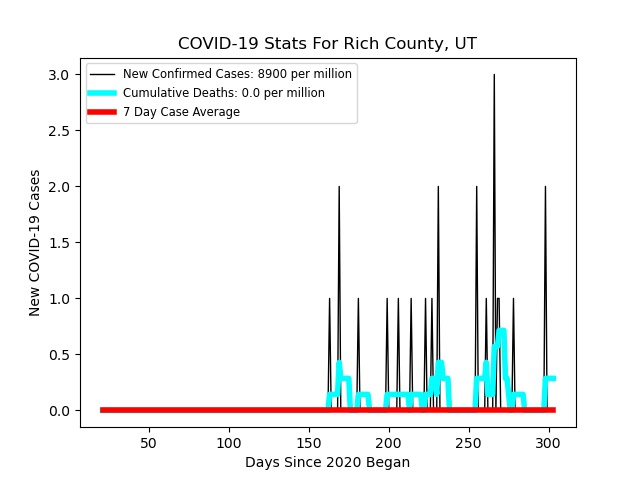 COVID-19 Stats For Rich County, UT
New Confirmed Cases: 8900 per million
Cumulative Deaths: 0.0 per million
7 Day Case Average
New COVID-19 Cases
3.0
2.5
2.0
1.5
1.0
0.5
0.0
50 100 150 200 250 300
Days Since 2020 Began